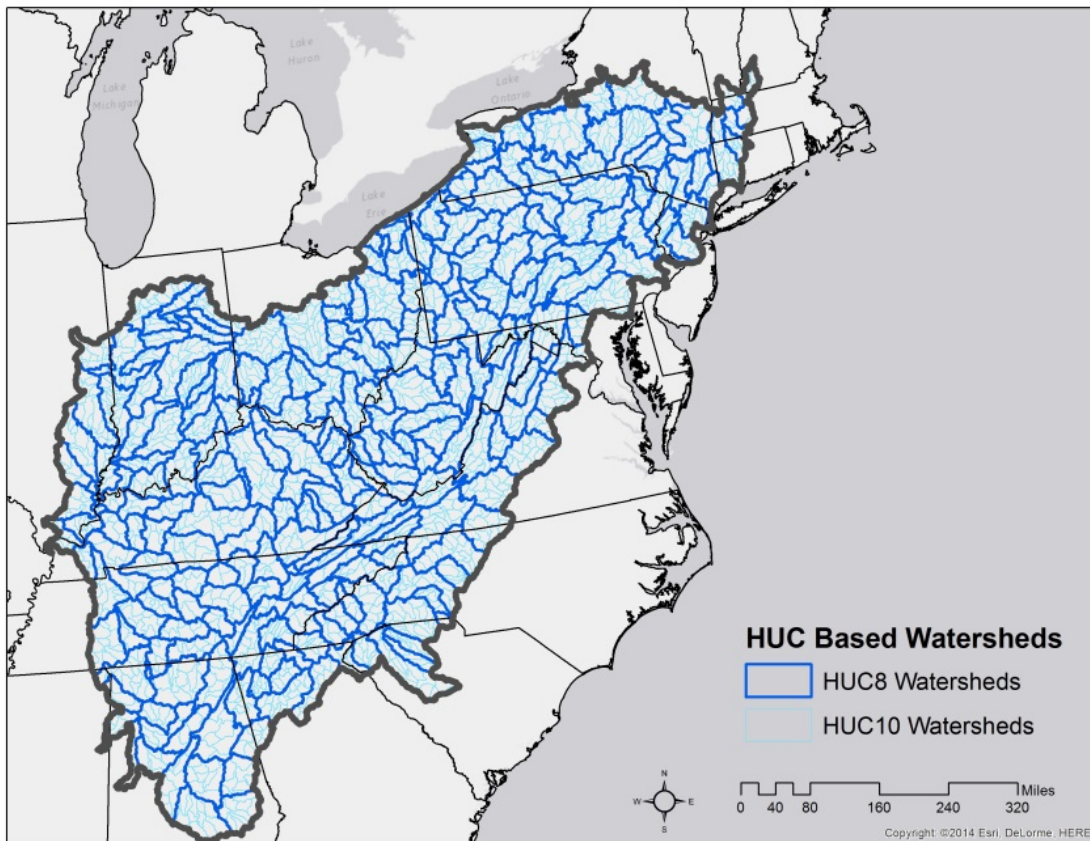 Lake
Huron
Lake
Michigan
Lake
Ontario
Lake
Erie
HUC Based Watersheds
HUC8 Watersheds
HUC10 Watersheds
N
W
E
S
Miles
0 40 80 160 240 320
Copyright: ©2014 Esri, DeLorme, HERE